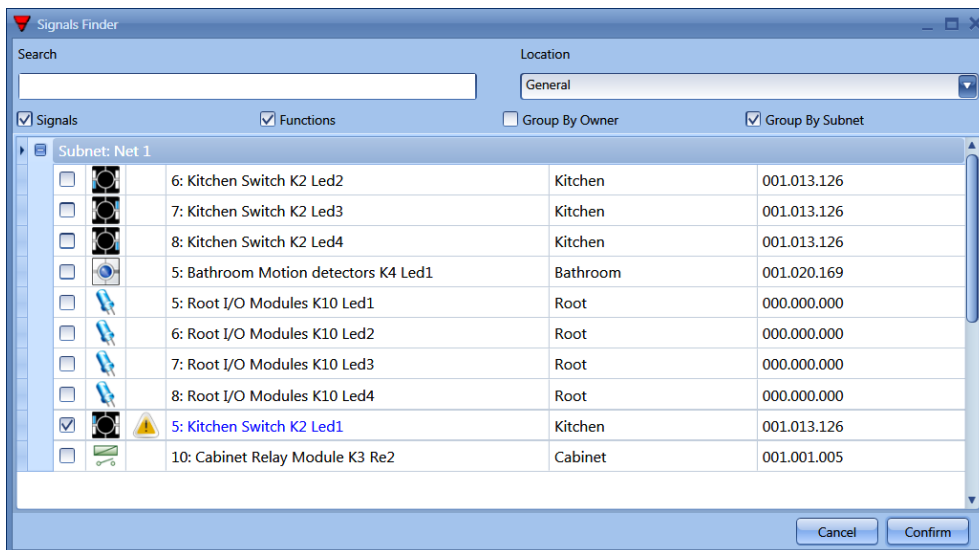 Signals Finder
Search Location
General
Signals Functions Group By Owner Group By Subnet
Subnet: Net 1
6: Kitchen Switch K2 Led2 Kitchen 001.013.126
7: Kitchen Switch K2 Led3 Kitchen 001.013.126
8: Kitchen Switch K2 Led4 Kitchen 001.013.126
5: Bathroom Motion detectors K4 Led1 Bathroom 001.020.169
5: Root I/O Modules K10 Led1 Root 000.000.000
6: Root I/O Modules K10 Led2 Root 000.000.000
7: Root I/O Modules K10 Led3 Root 000.000.000
8: Root I/O Modules K10 Led4 Root 000.000.000
5: Kitchen Switch K2 Led1 Kitchen 001.013.126
10: Cabinet Relay Module K3 Re2 Cabinet 001.001.005
Cancel Confirm